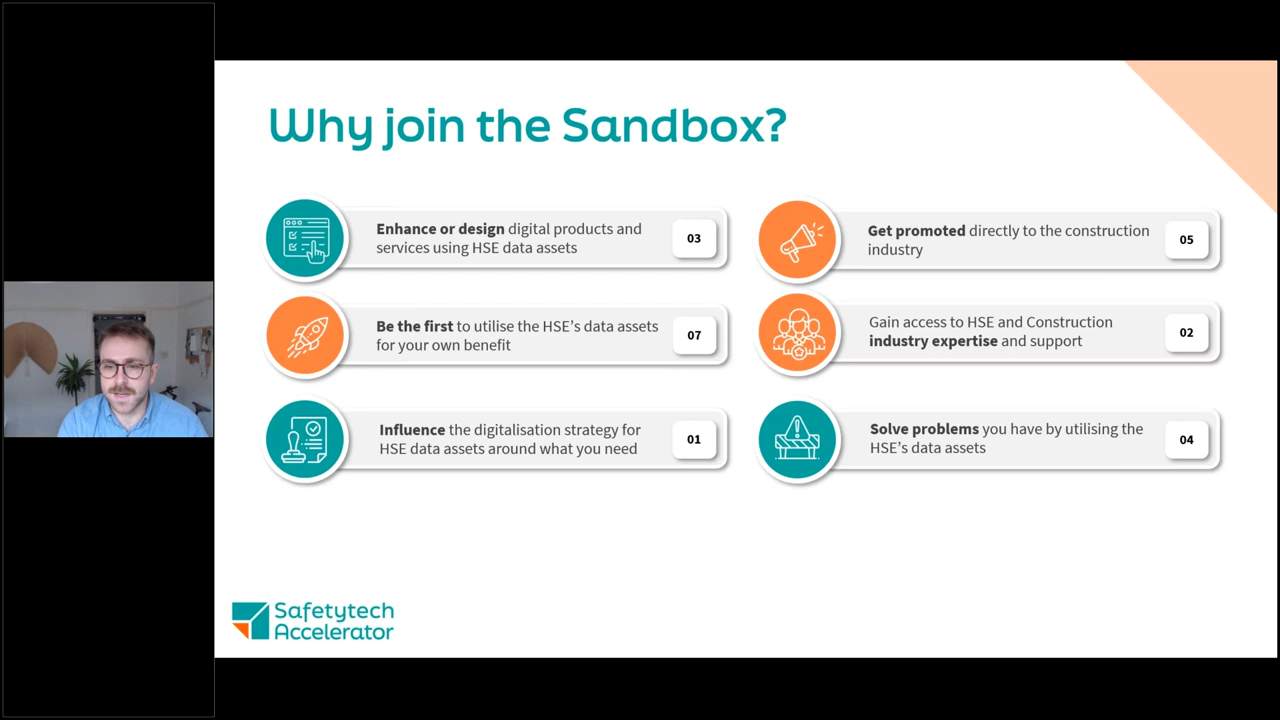 Why join the Sandbox?
Enhance or design digital products and
services using HSE data assets
03
Be the first to utilise the HSE's data assets
for your own benefit
07
Influence the digitalisation strategy for
HSE data assets around what you need
01
Get promoted directly to the construction
industry
05
Gain access to HSE and Construction
industry expertise and support
02
Solve problems you have by utilising the
HSE's data assets
04
Safetytech
Accelerator